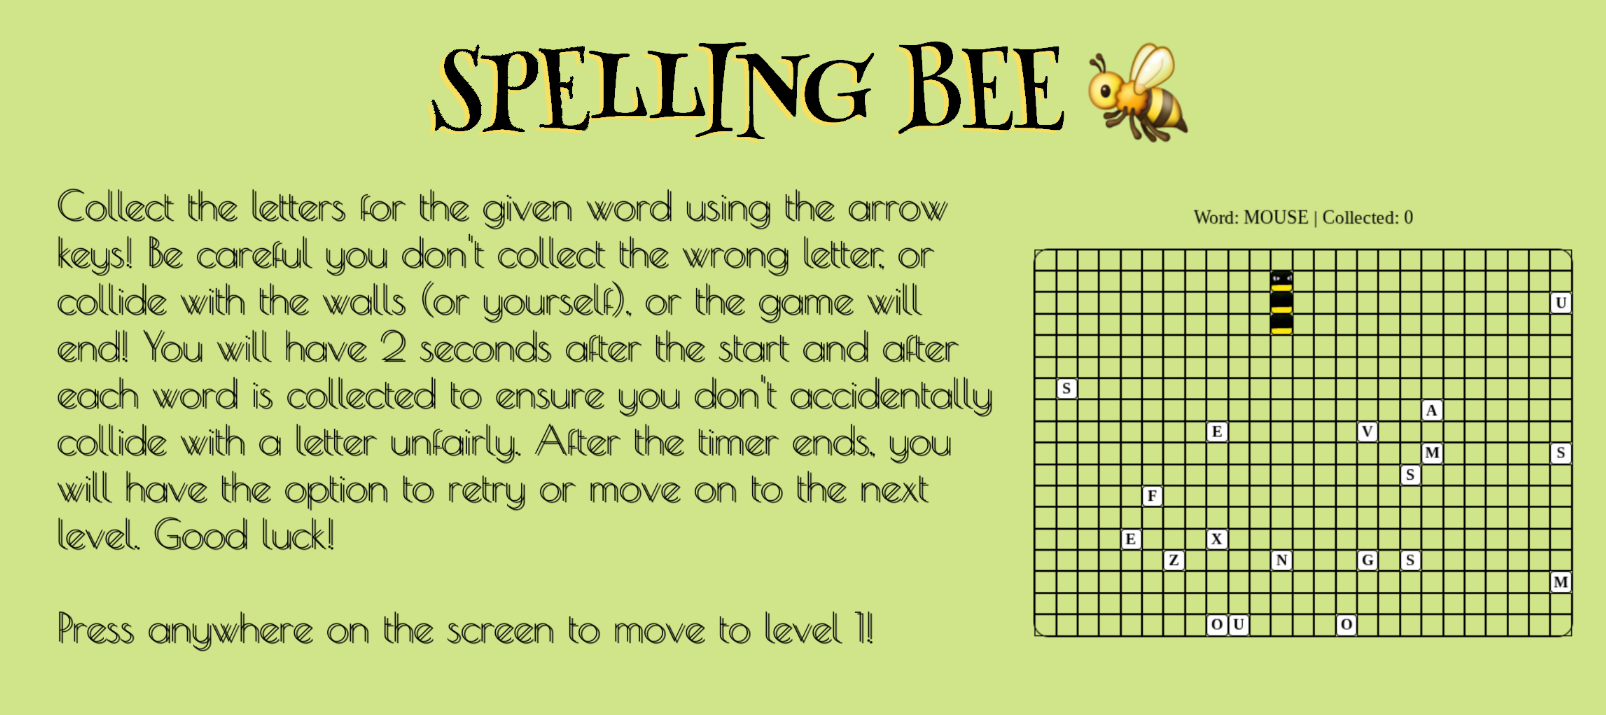 SPELLING BEE
Collect the letters for the given word using the arrow
keys! Be careful you don't collect the wrong letter, or
collide with the walls (or yourself), or the game will
end! You will have 2 seconds after the start and after
each word is collected to ensure you don't accidentally
collide with a letter unfairly. After the timer ends, you
will have the option to retry or move on to the next
level. Good luck!
Press anywhere on the screen to move to level 1!
Word: MOUSE | Collected: 0
U
S
A
E V
M S
S
F
E X
Z N G S
M
O U O